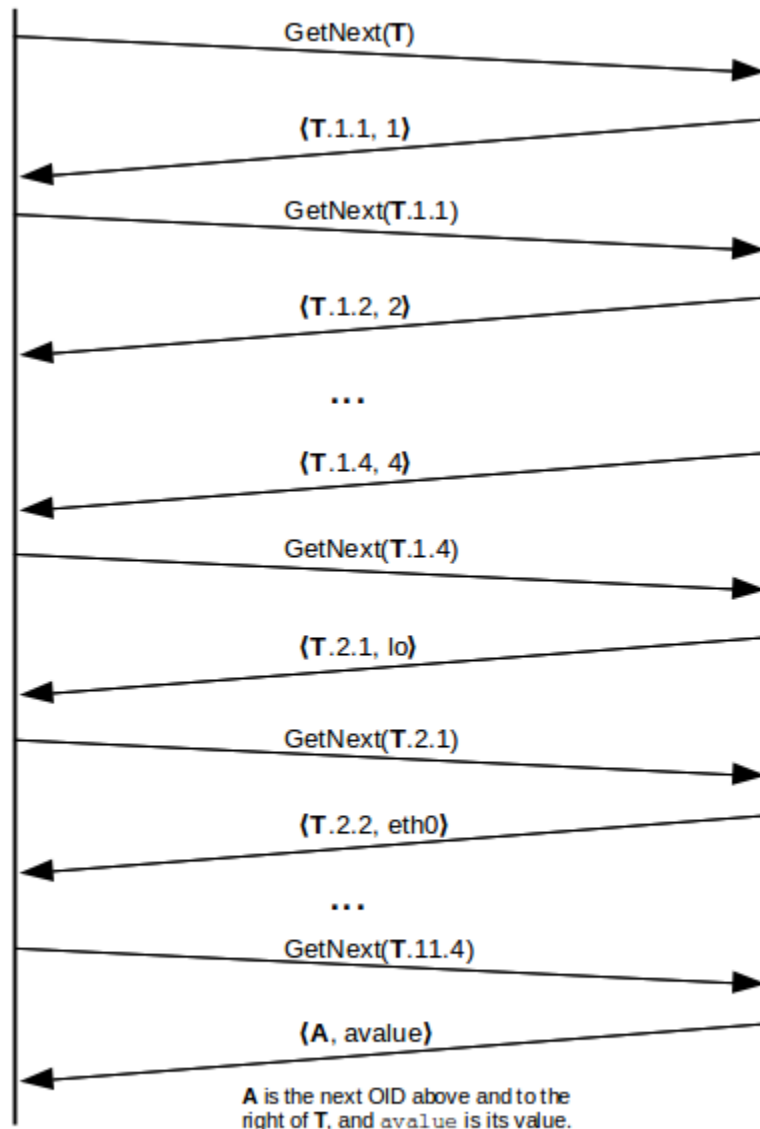 GetNext(T)
⟨T.1.1, 1⟩
GetNext(T.1.1)
⟨T.1.2, 2⟩
...
⟨T.1.4, 4⟩
GetNext(T.1.4)
⟨T.2.1, lo⟩
GetNext(T.2.1)
⟨T.2.2, eth0⟩
...
GetNext(T.11.4)
⟨A, avalue⟩
A is the next OID above and to the
right of T, and avalue is its value.